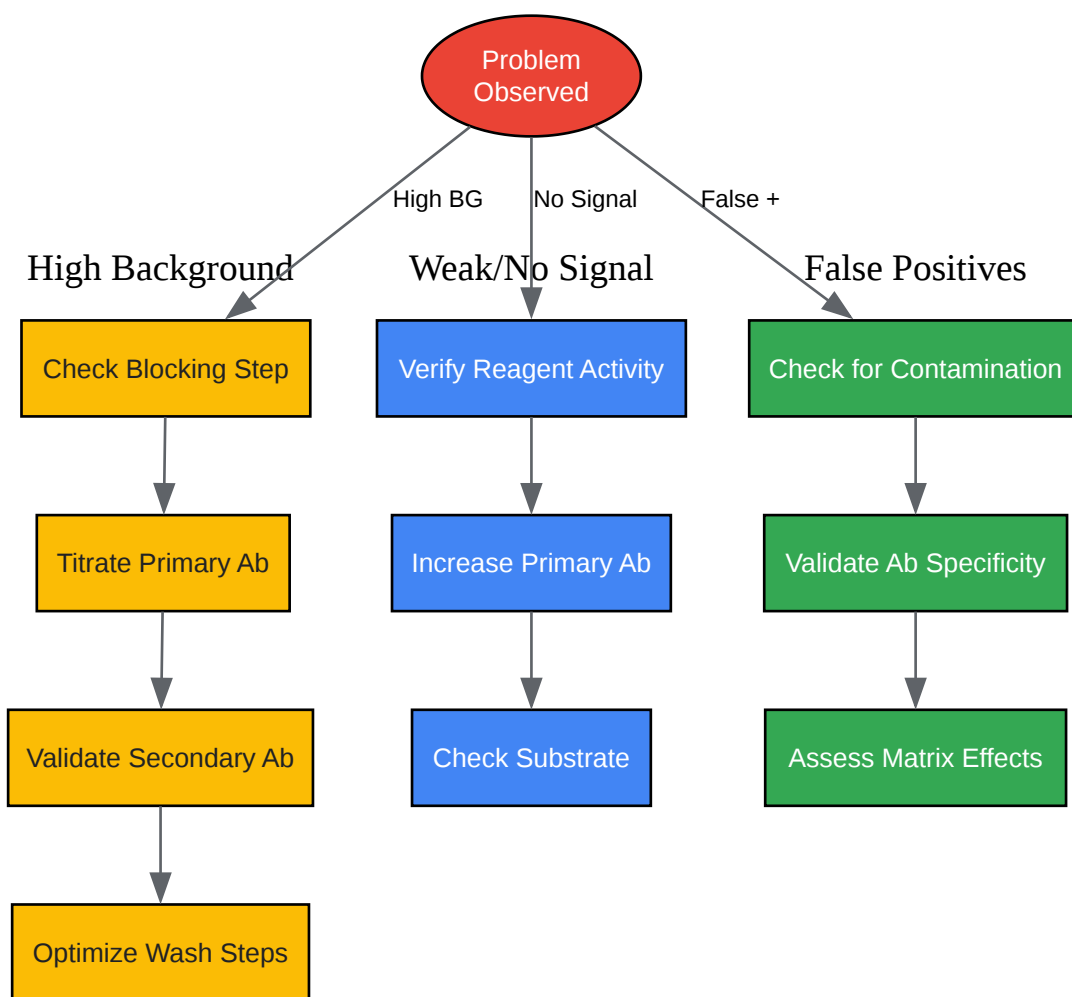 Problem
Observed
High BG
No Signal
False +
High Background
Weak/No Signal
False Positives
Check Blocking Step
Verify Reagent Activity
Check for Contamination
Titrate Primary Ab
Increase Primary Ab
Validate Ab Specificity
Validate Secondary Ab
Check Substrate
Assess Matrix Effects
Optimize Wash Steps